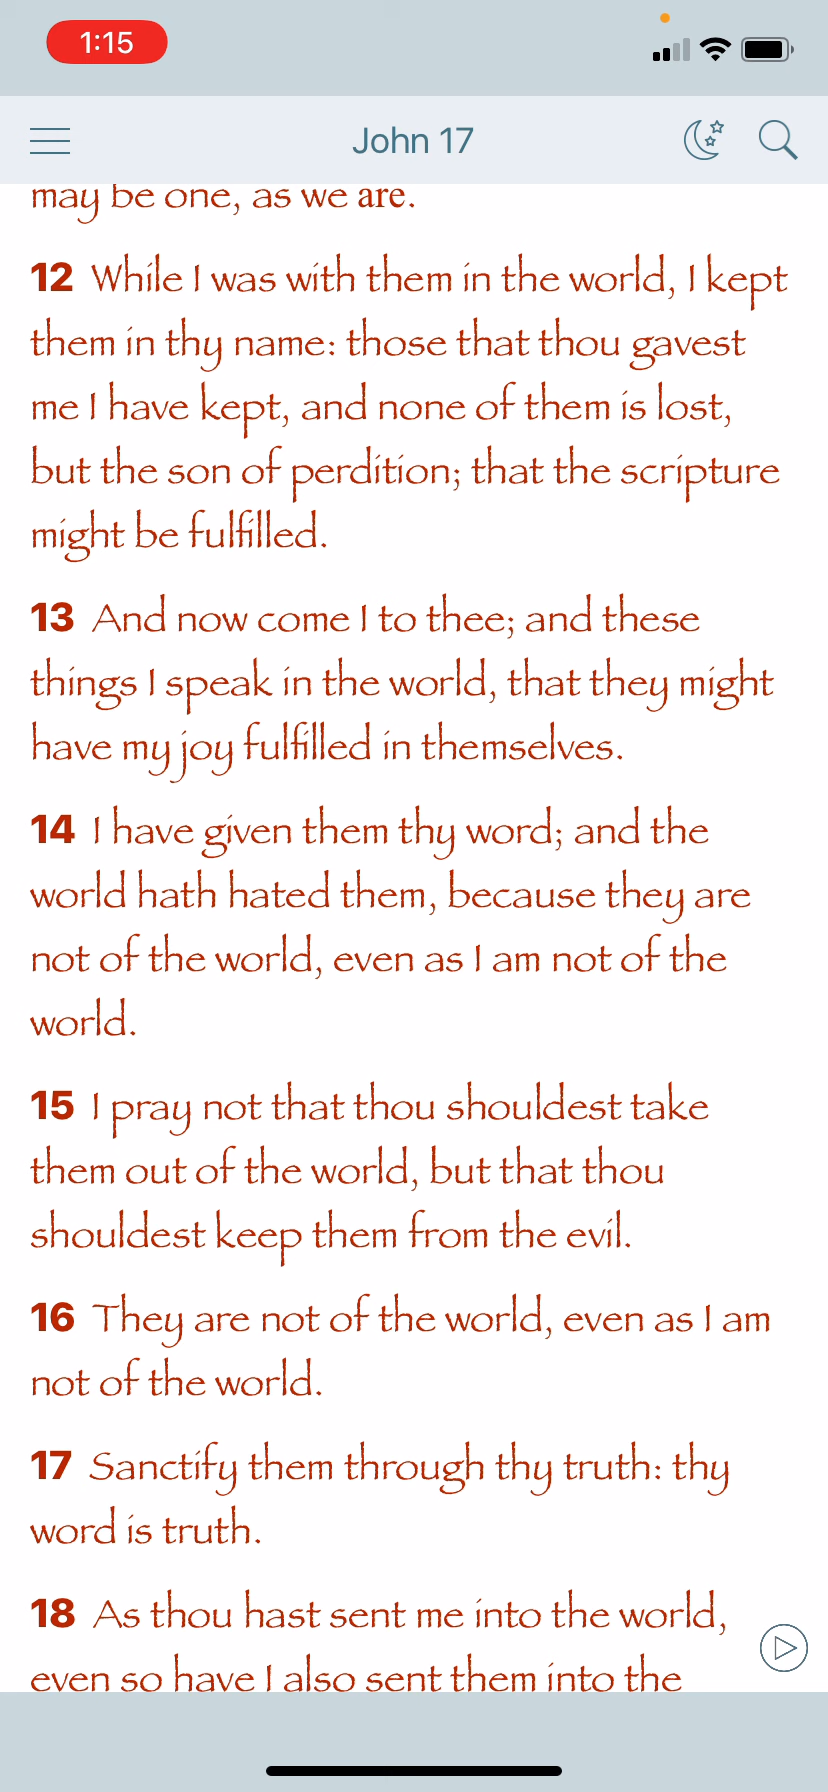 1:15
John 17
may be one, as we are.
12 While I was with them in the world, I kept
them in thy name: those that thou gavest
me I have kept, and none of them is lost,
but the son of perdition; that the scripture
might be fulfilled.
13 And now come I to thee; and these
things I speak in the world, that they might
have my joy fulfilled in themselves.
14 I have given them thy word; and the
world hath hated them, because they are
not of the world, even as I am not of the
world.
15 I pray not that thou shouldest take
them out of the world, but that thou
shouldest keep them from the evil.
16 They are not of the world, even as I am
not of the world.
17 Sanctify them through thy truth: thy
word is truth.
18 As thou hast sent me into the world,
even so have I also sent them into the